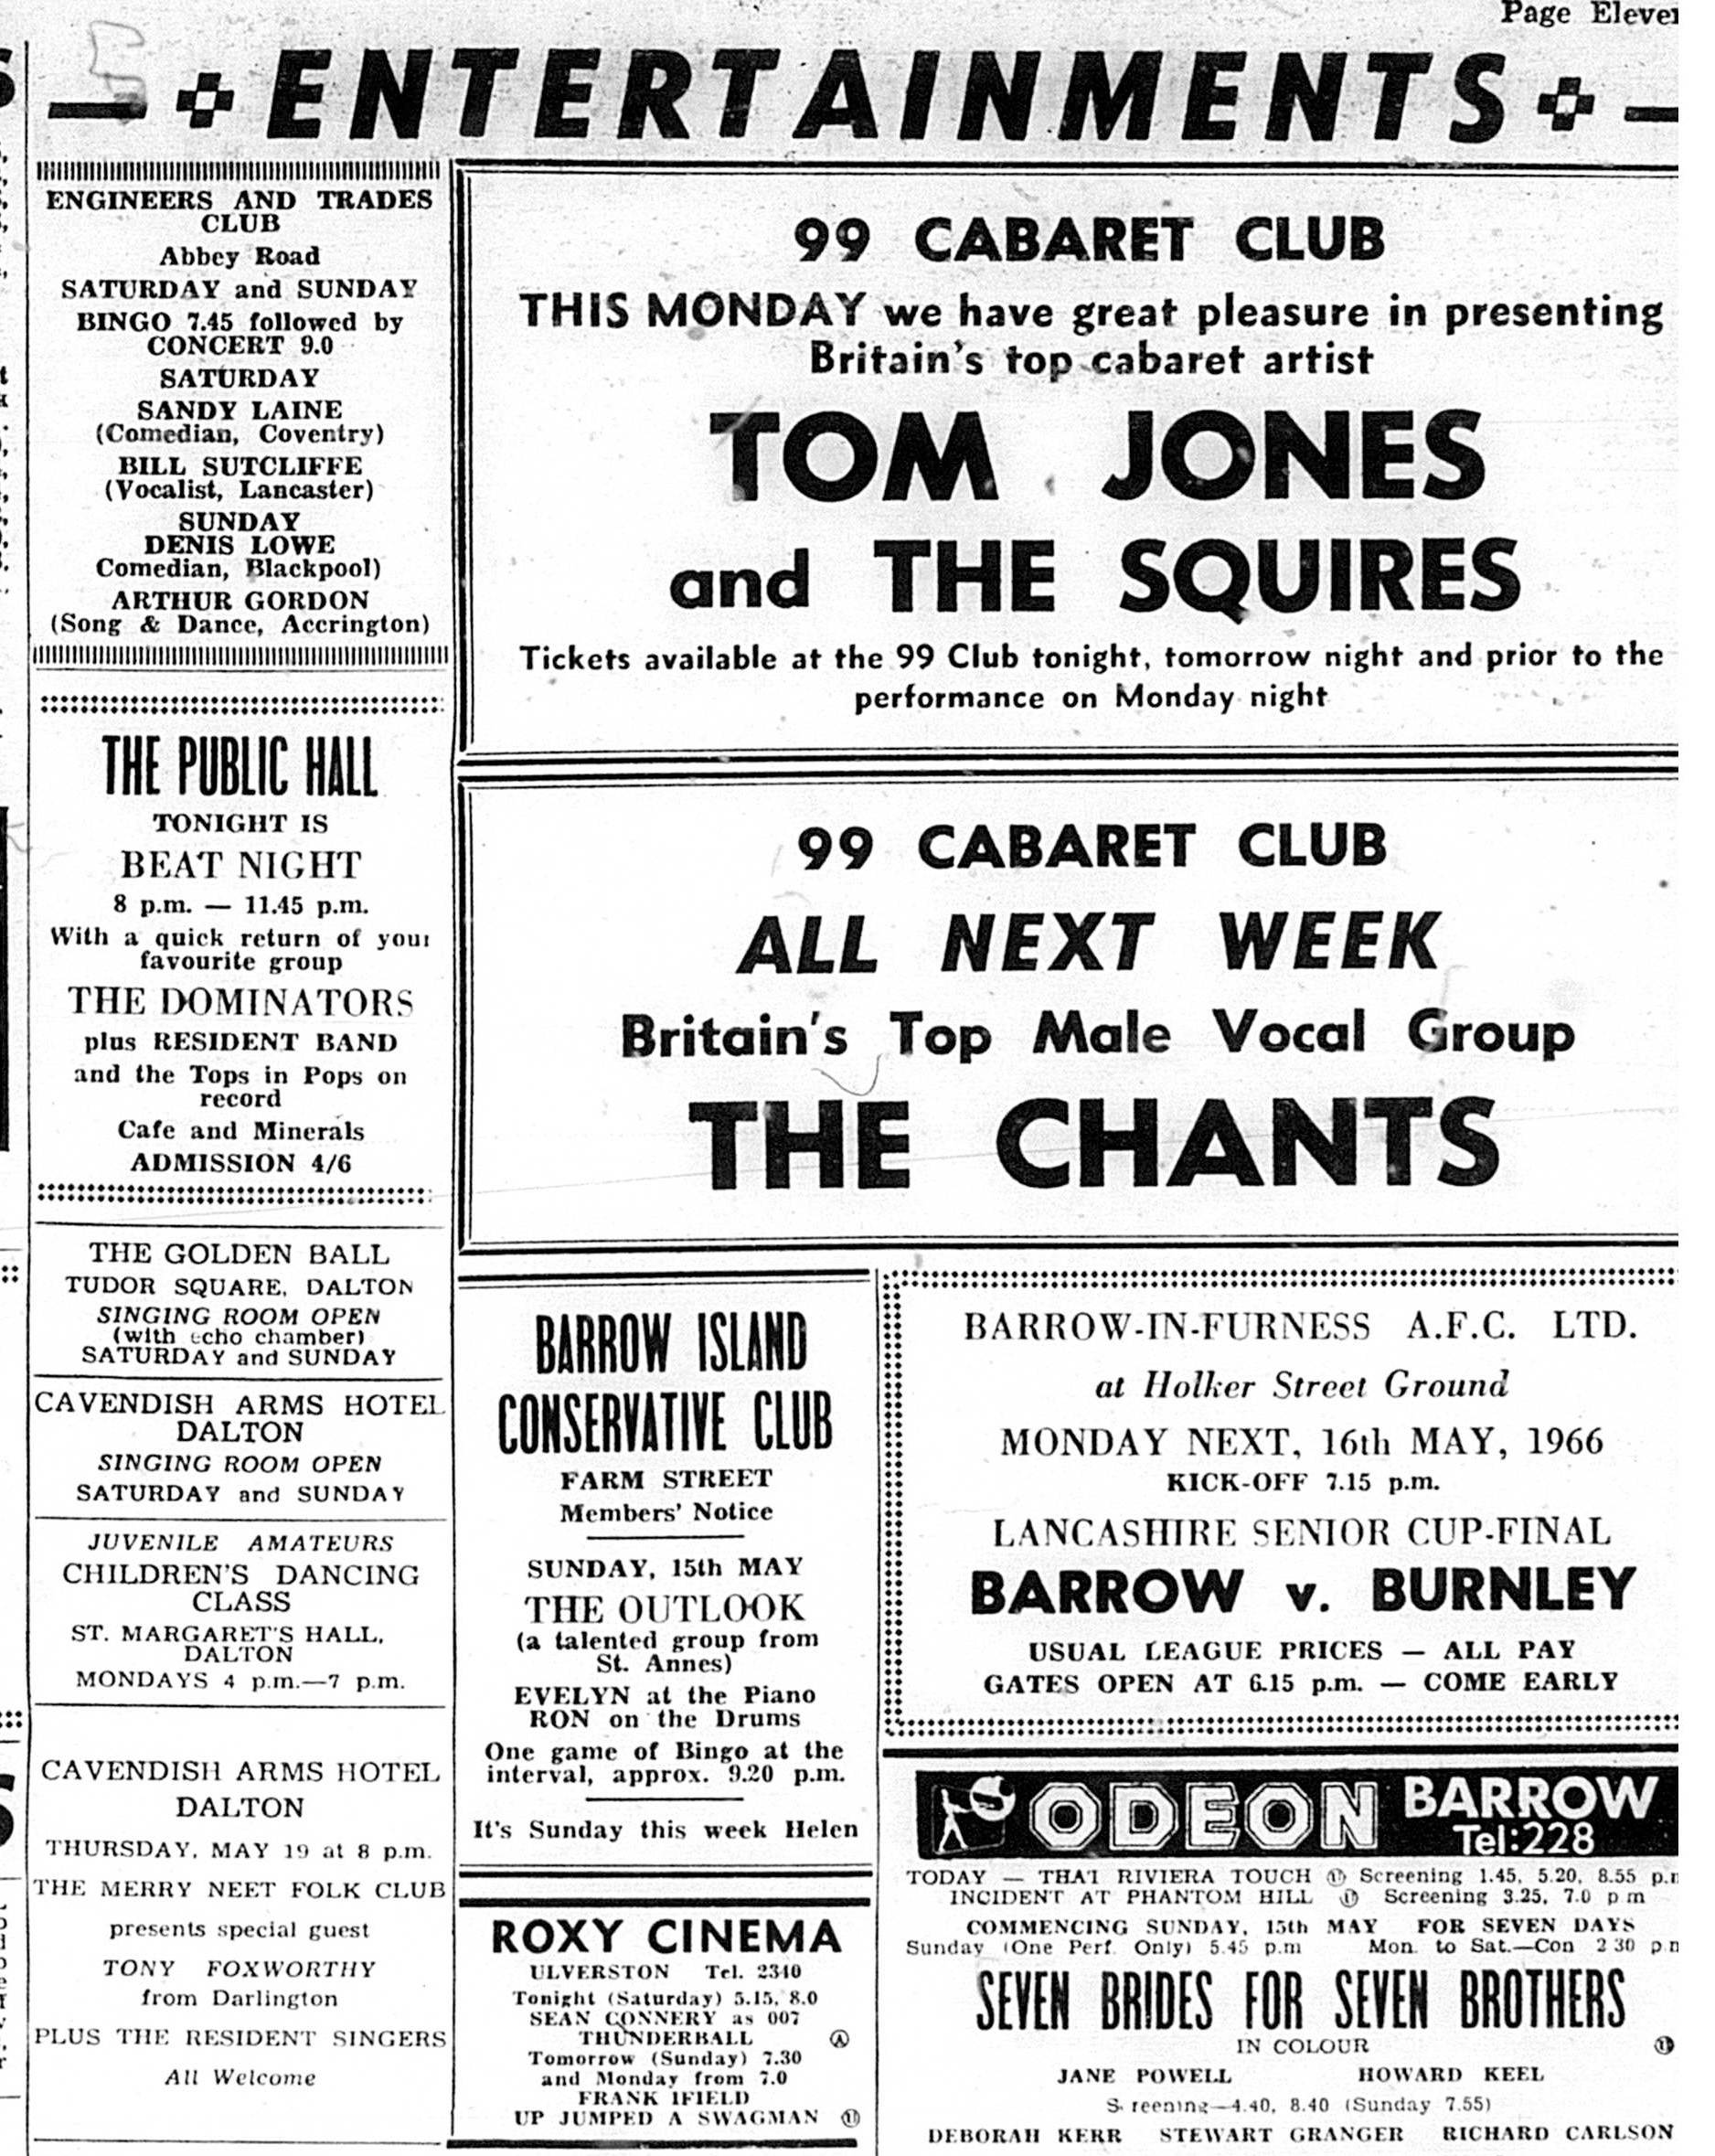 Page
ENTERTAINMENTS
ENGINEERS AND TRADES
CLUB
Abbey Road
SATURDAY and SUNDAY
BINGO 7.45 followed by
CONCERT 9.0
SATURDAY
SANDY LAINE
(Comedian, Coventry)
BILL SUTCLIFFE
(Vocalist, Lancaster)
SUNDAY
DENIS LOWE
Comedian, Blackpool)
ARTHUR GORDON
(Song & Dance, Accrington)
THE PUBLIC HALL
TONIGHT IS
BEAT NIGHT
8 p.m. — 11.45 p.m.
With a quick return of your
favourite group
THE DOMINATORS
plus RESIDENT BAND
and the Tops in Pops on
record
Cafe and Minerals
ADMISSION 4/6
THE GOLDEN BALL
TUDOR SQUARE, DALTON
SINGING ROOM OPEN
(with echo chamber)
SATURDAY and SUNDAY
CAVENDISH ARMS HOTEL
DALTON
SINGING ROOM OPEN
SATURDAY and SUNDAY
JUVENILE AMATEURS
CHILDREN'S DANCING
CLASS
ST. MARGARET'S HALL,
DALTON
MONDAYS 4 p.m.—7 p.m.
CAVENDISH ARMS HOTEL
DALTON
THURSDAY, MAY 19 at 8 p.m.
THE MERRY NEET FOLK CLUB
presents special guest
TONY FOXWORTHY
from Darlington
PLUS THE RESIDENT SINGERS
All Welcome
99 CABARET CLUB
THIS MONDAY we have great pleasure in presenting
Britain's top cabaret artist
TOM JONES
and THE SQUIRES
Tickets available at the 99 Club tonight, tomorrow night and prior to the
performance on Monday night
99 CABARET CLUB
ALL NEXT WEEK
Britain's Top Male Vocal Group
THE CHANTS
BARROW ISLAND
CONSERVATIVE CLUB
FARM STREET
Members' Notice
SUNDAY, 15th MAY
THE OUTLOOK
(a talented group from
St. Annes)
EVELYN at the Piano
RON on the Drums
One game of Bingo at the
interval, approx. 9.20 p.m.
It's Sunday this week Helen
ROXY CINEMA
ULVERSTON Tel. 2340
Tonight (Saturday) 5.15, 8.0
SEAN CONNERY as 007
THUNDERBALL A
Tomorrow (Sunday) 7.30
and Monday from 7.0
FRANK IFIELD
UP JUMPED A SWAGMAN U
BARROW-IN-FURNESS A.F.C. LTD.
at Holker Street Ground
MONDAY NEXT, 16th MAY, 1966
KICK-OFF 7.15 p.m.
LANCASHIRE SENIOR CUP-FINAL
BARROW v. BURNLEY
USUAL LEAGUE PRICES — ALL PAY
GATES OPEN AT 6.15 p.m. — COME EARLY
ODEON BARROW
Tel:228
TODAY — THAT RIVIERA TOUCH U Screening 1.45, 5.20, 8.55
INCIDENT AT PHANTOM HILL U Screening 3.25, 7.0 p m
COMMENCING SUNDAY, 15th MAY FOR SEVEN DAYS
Sunday (One Perf. Only) 5.45 p.m Mon. to Sat.—Con 2 30
SEVEN BRIDES FOR SEVEN BROTHERS
IN COLOUR U
JANE POWELL HOWARD KEEL
S reening—4.40, 8.40 (Sunday 7.55)
DEBORAH KERR STEWART GRANGER RICHARD CARLSON